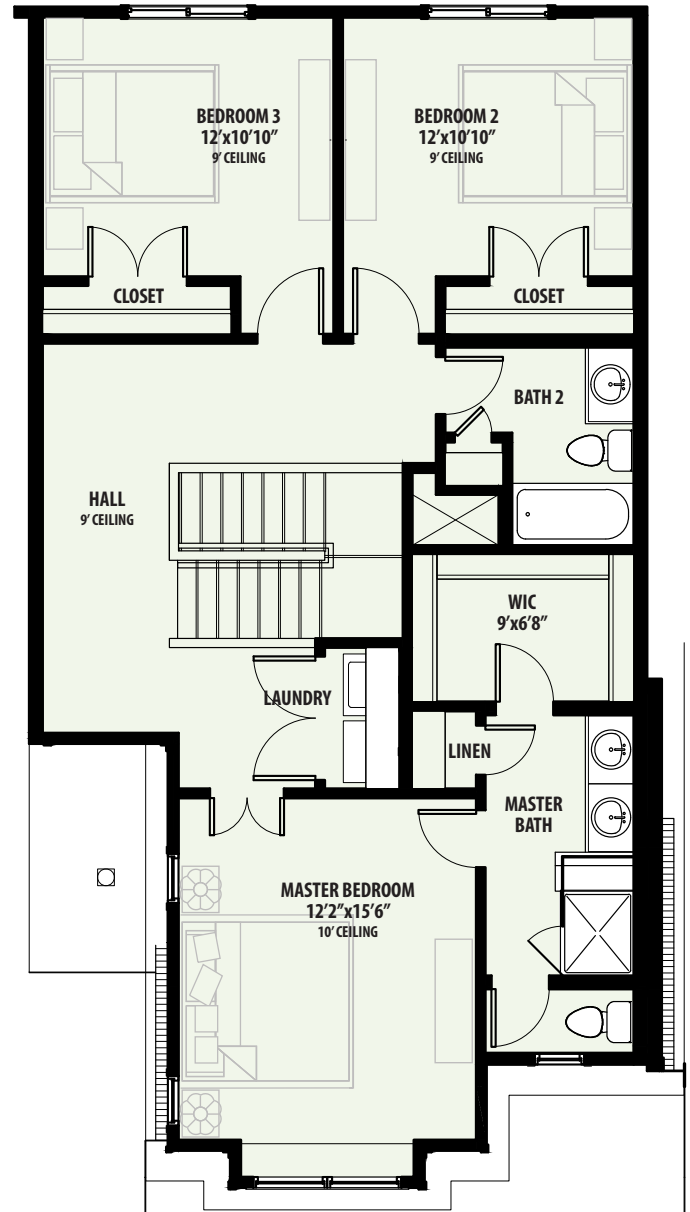 BEDROOM 3
12'x10'10”
9' CEILING
BEDROOM 2
12'x10'10”
9' CEILING
CLOSET
CLOSET
BATH 2
HALL
9' CEILING
WIC
9'x6'8”
LAUNDRY
LINEN
MASTER
BATH
MASTER BEDROOM
12'2”x15'6”
10' CEILING